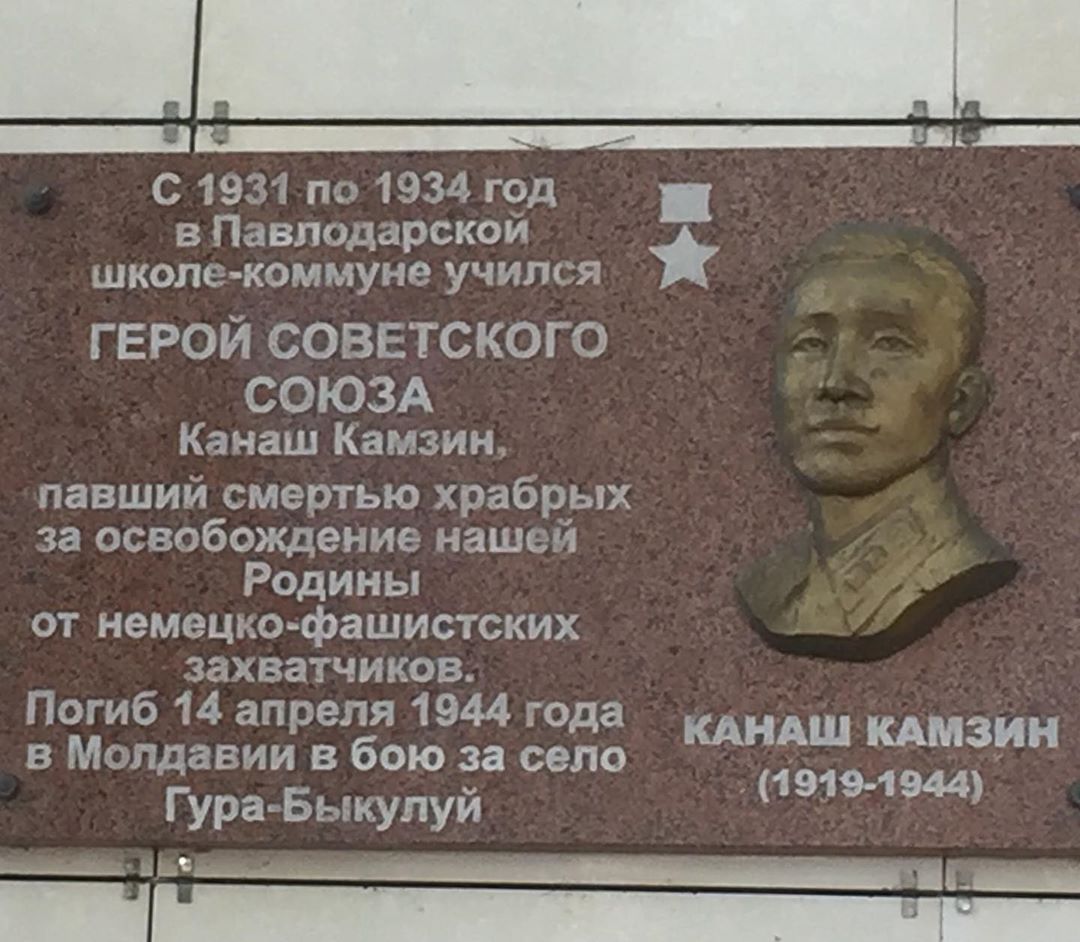 С 1931 по 1934 год
в Павлодарской
школе-коммуне учился
ГЕРОЙ СОВЕТСКОГО
СОЮЗА
Канаш Камзин,
павший смертью храбрых
за освобождение нашей
Родины
от немецко-фашистских
захватчиков.
Погиб 14 апреля 1944 года
в Молдавии в бою за село
Гура-Быкулуй
КАНАШ КАМЗИН
(1919-1944)